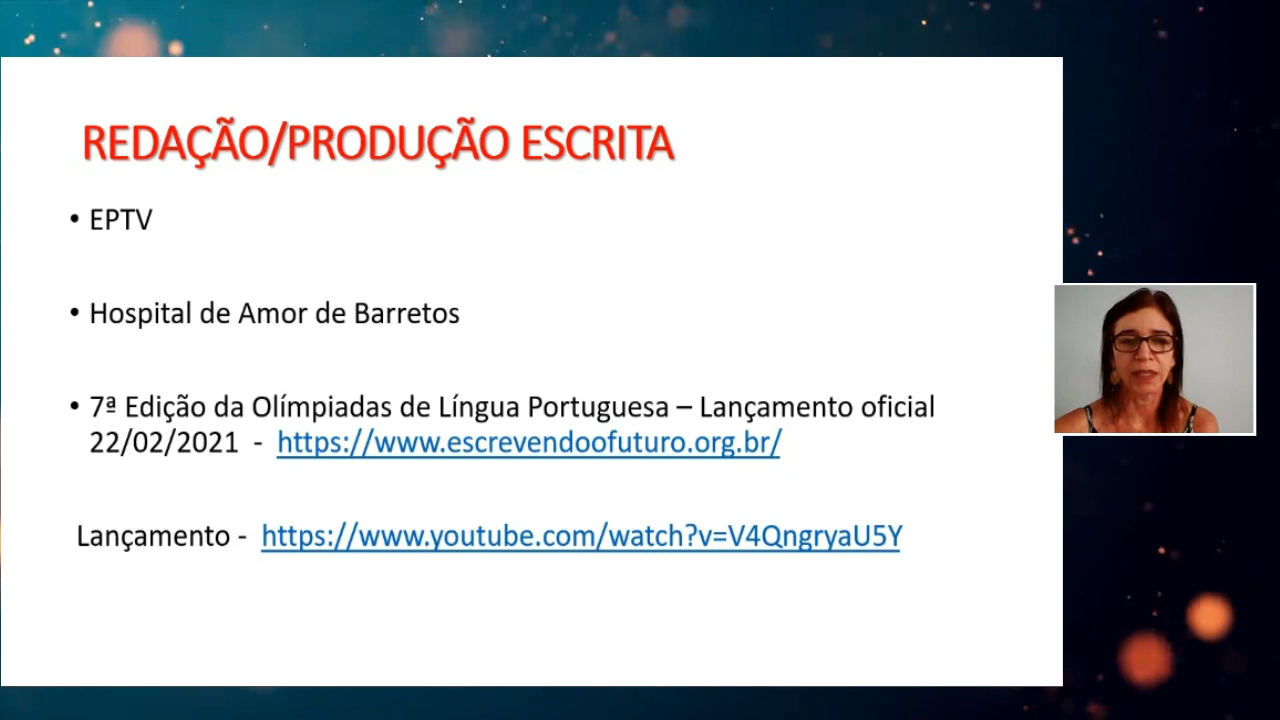 REDAÇÃO/PRODUÇÃO ESCRITA
• EPTV
• Hospital de Amor de Barretos
• 7ª Edição da Olímpiadas de Língua Portuguesa – Lançamento oficial
22/02/2021 - https://www.escrevendoofuturo.org.br/
Lançamento - https://www.youtube.com/watch?v=V4QngryaU5Y